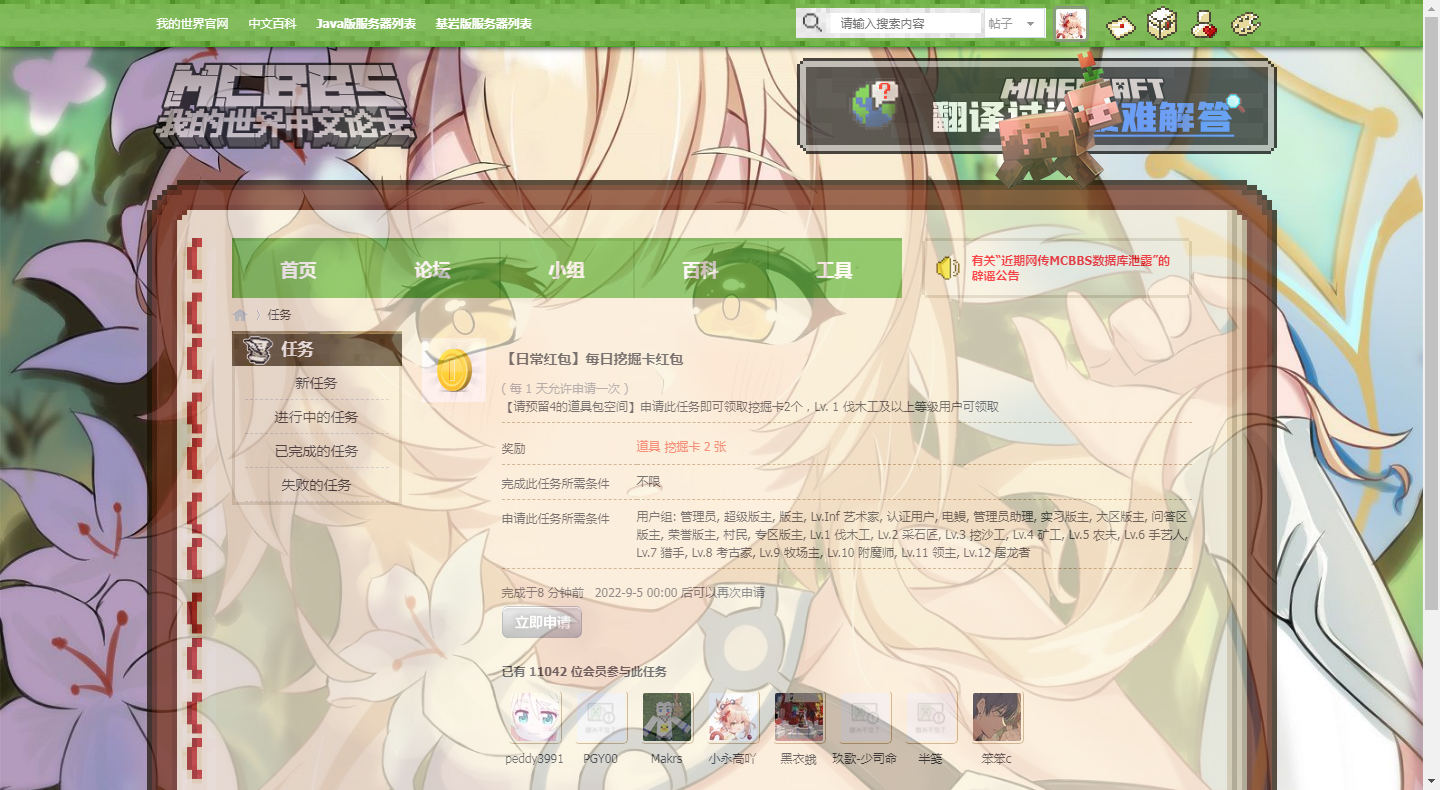 我的世界官网 中文百科 Java版服务器列表 基岩版服务器列表
请输入搜索内容 帖子
MCBBS
我的世界中文论坛
MINECRAFT
首页 论坛 小组 百科 工具
有关“近期网传MCBBS数据库泄露”的
辟谣公告
任务
任务
新任务
进行中的任务
已完成的任务
失败的任务
【日常红包】每日挖掘卡红包
( 每 1 天允许申请一次 )
【请预留4的道具包空间】申请此任务即可领取挖掘卡2个，Lv. 1 伐木工及以上等级用户可领取
奖励 道具 挖掘卡 2 张
完成此任务所需条件 不限
申请此任务所需条件 用户组: 管理员, 超级版主, 版主, Lv.Inf 艺术家, 认证用户, 电鳗, 管理员助理, 实习版主, 大区版主, 问答区
版主, 荣誉版主, 村民, 专区版主, Lv.1 伐木工, Lv.2 采石匠, Lv.3 挖沙工, Lv.4 矿工, Lv.5 农夫, Lv.6 手艺人,
Lv.7 猎手, Lv.8 考古家, Lv.9 牧场主, Lv.10 附魔师, Lv.11 领主, Lv.12 屠龙者
完成于8 分钟前 2022-9-5 00:00 后可以再次申请
立即申请
已有 11042 位会员参与此任务
peddy3991 PGY00 Makrs 小永高吖 黑衣蛾 玖歌-少司命 半笺 笨笨c